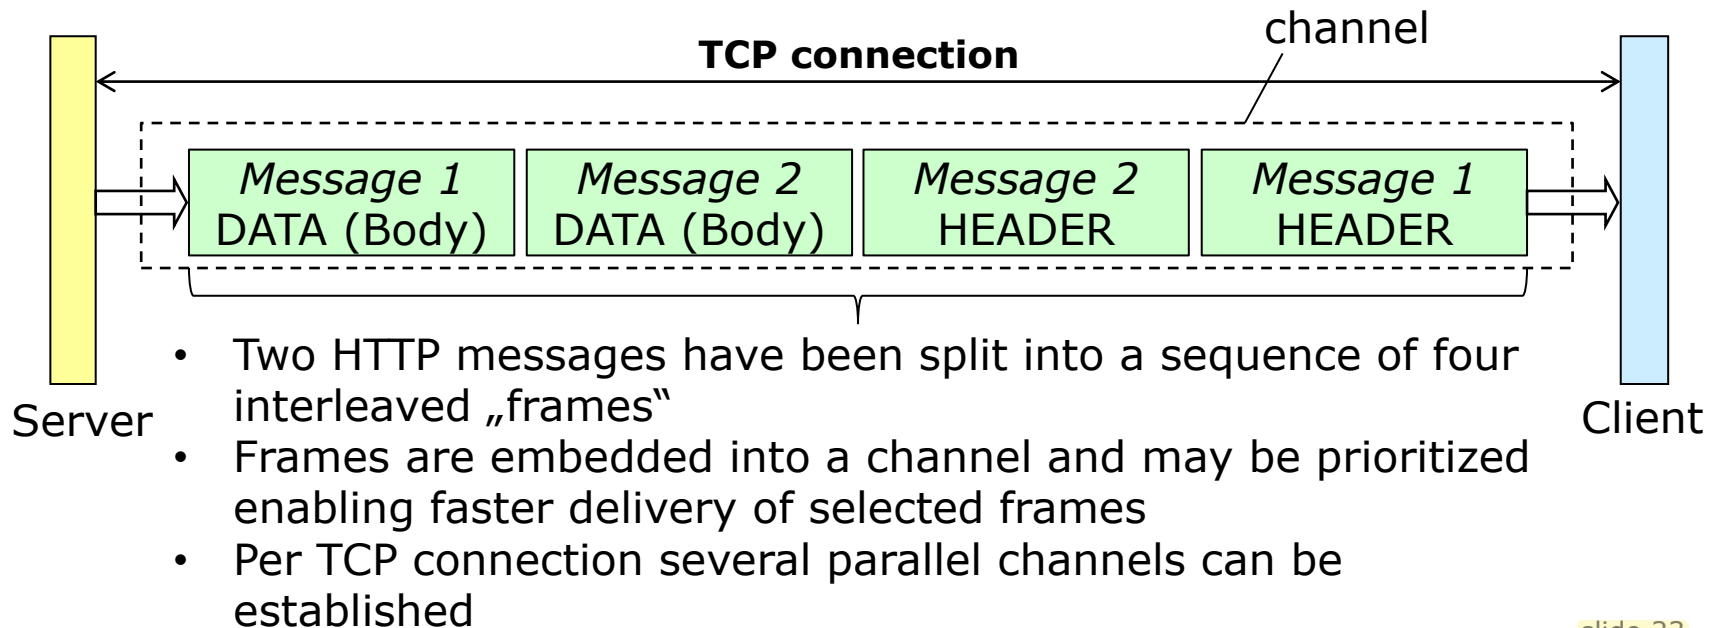 channel
TCP connection
Message 1
DATA (Body)
Message 2
DATA (Body)
Message 2
HEADER
Message 1
HEADER
Server
Client
• Two HTTP messages have been split into a sequence of four
interleaved „frames“
• Frames are embedded into a channel and may be prioritized
enabling faster delivery of selected frames
• Per TCP connection several parallel channels can be
established
slide 23